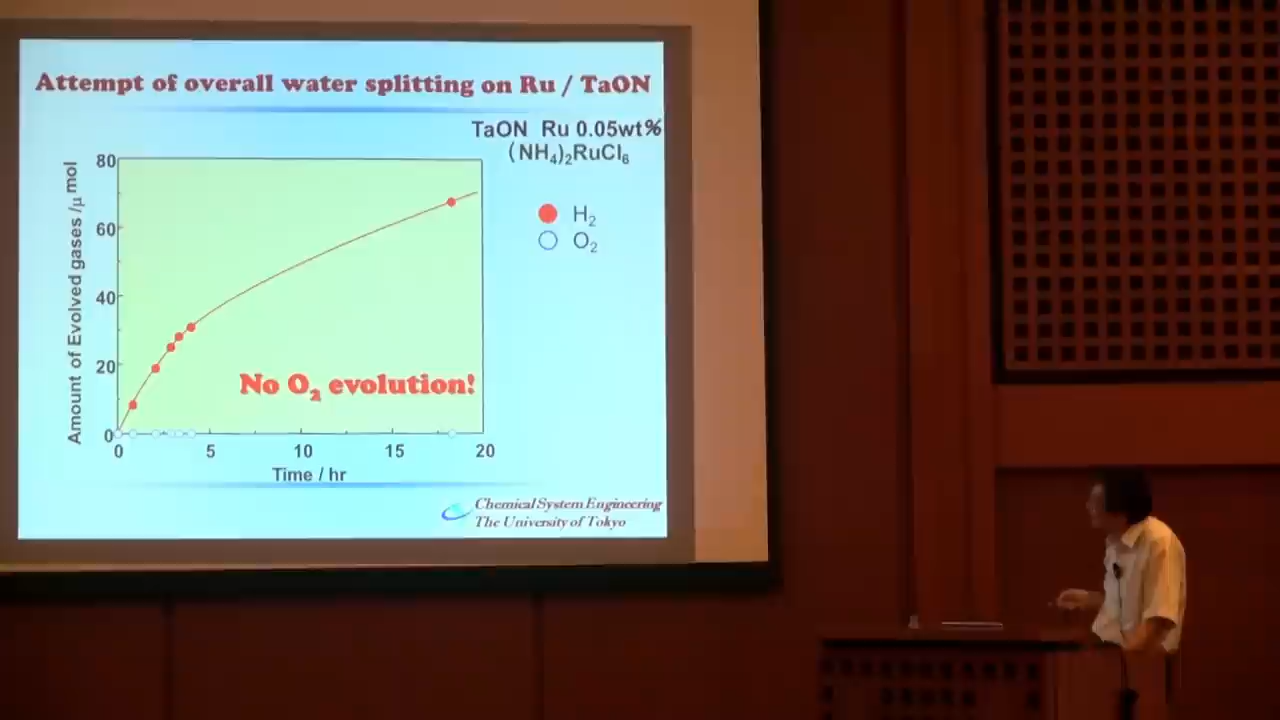 Attempt of overall water splitting on Ru / TaON
TaON Ru 0.05wt%
(NH₄)₂RuCl₆
H₂
O₂
Amount of Evolved gases /μ mol
80
60
40
20
0
No O₂ evolution!
0 5 10 15 20
Time / hr
Chemical System Engineering
The University of Tokyo